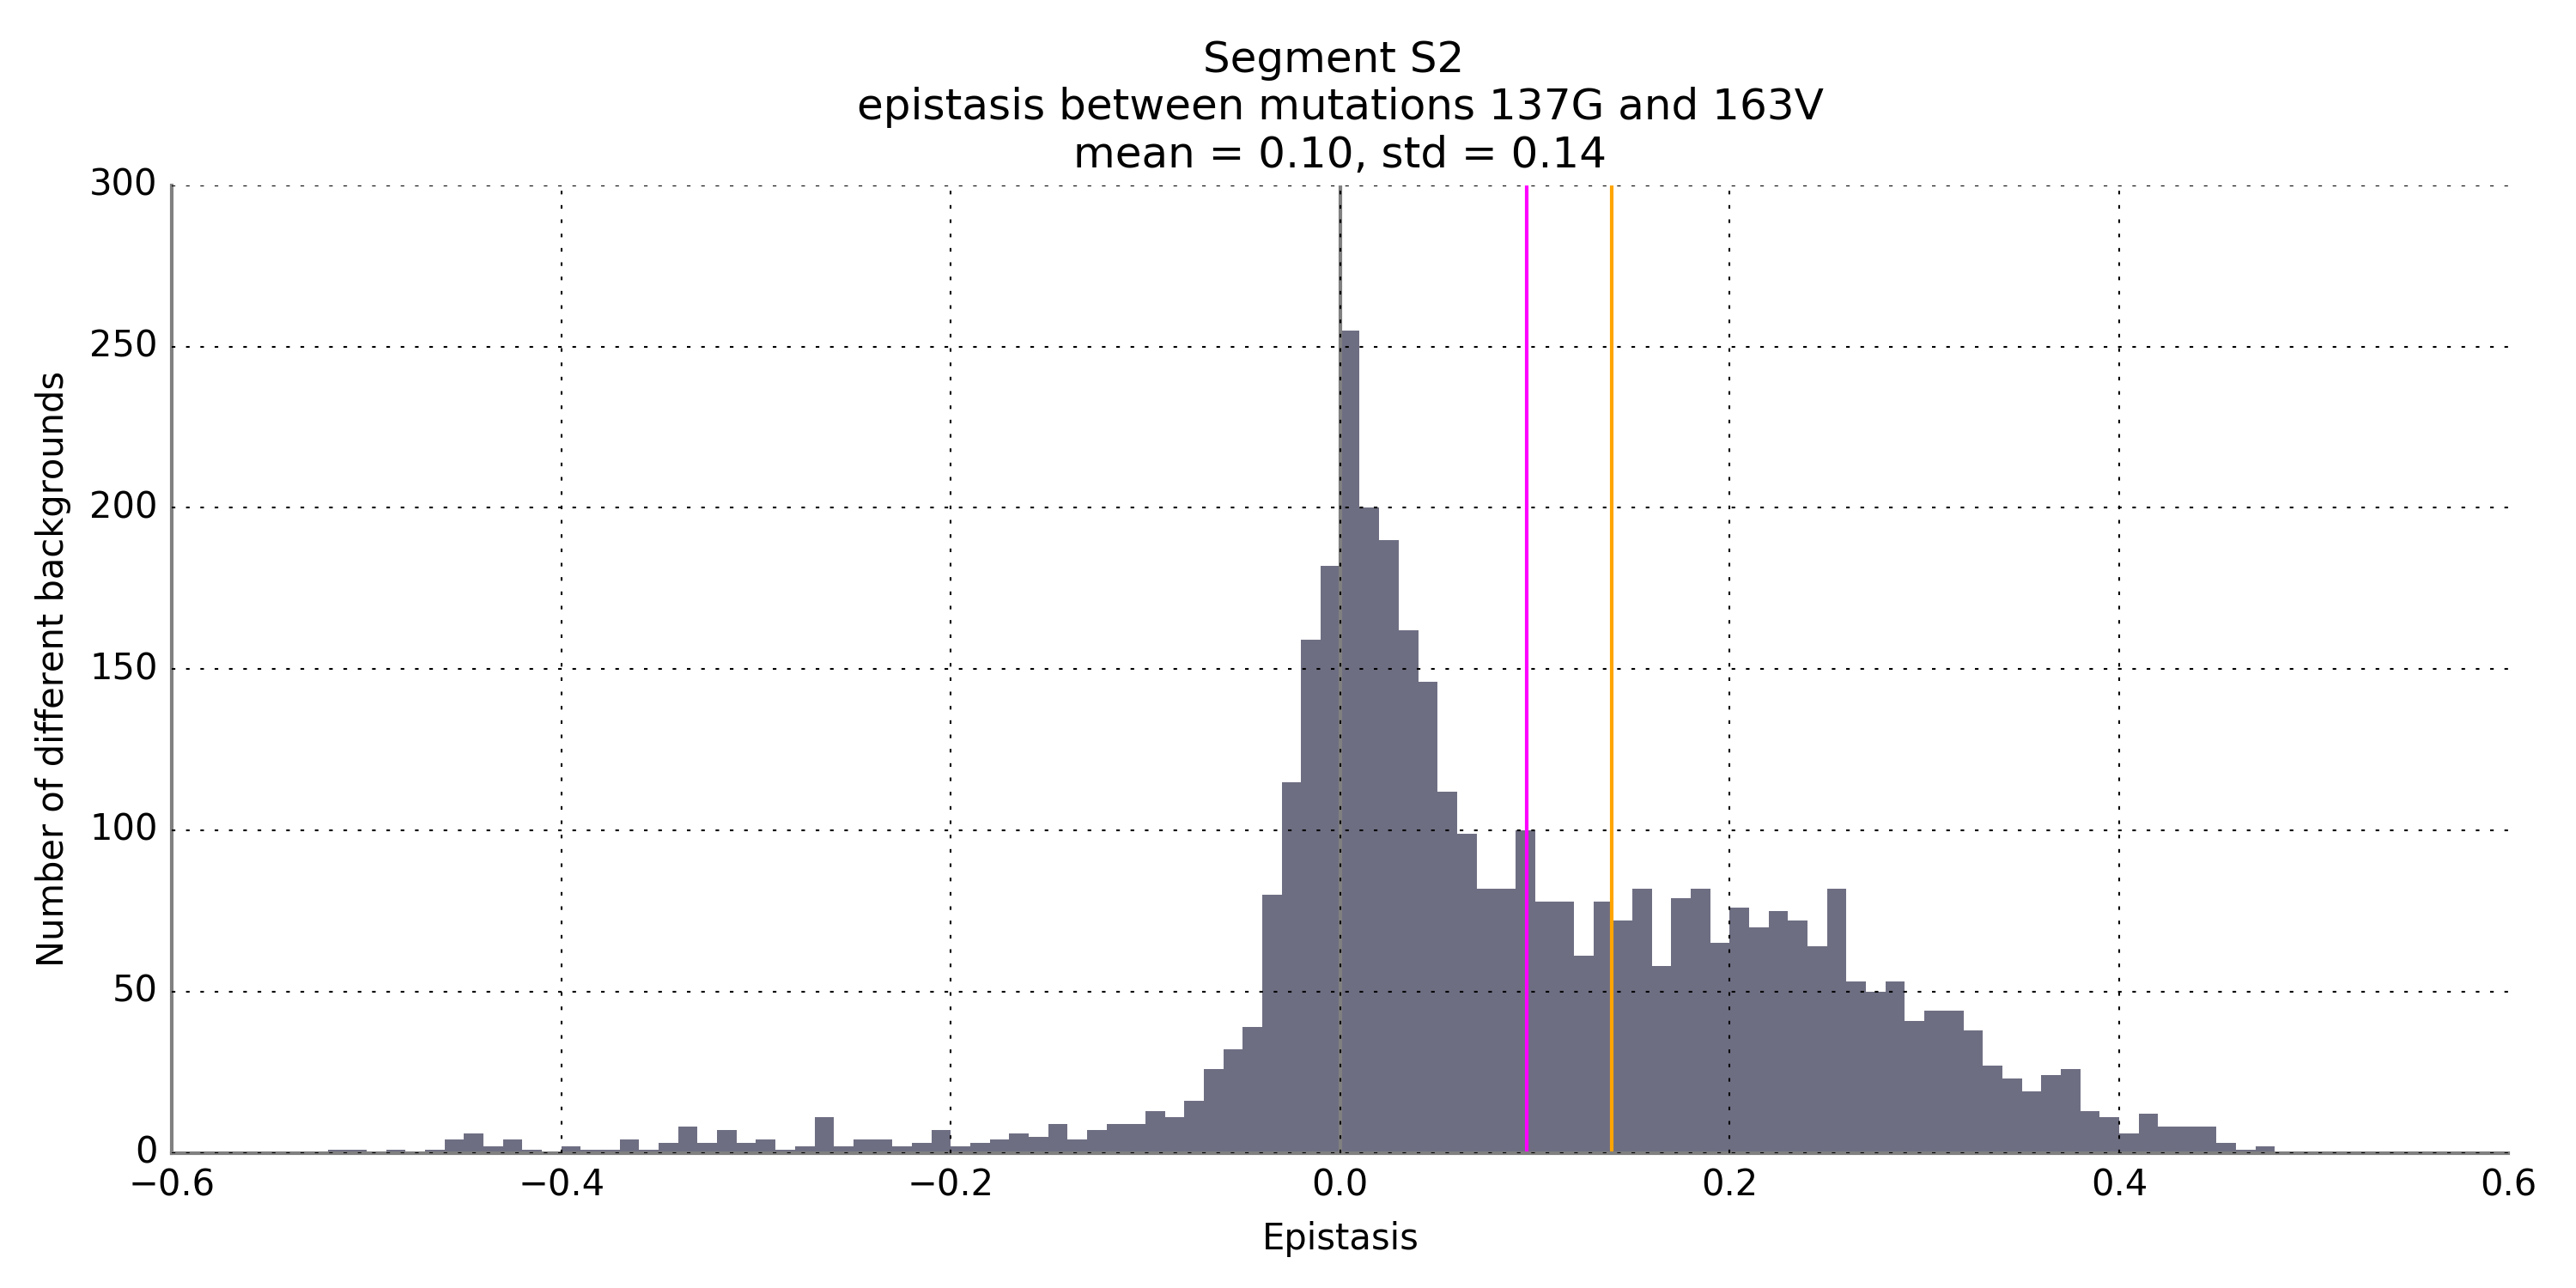 Segment S2
epistasis between mutations 137G and 163V
mean = 0.10, std = 0.14
300
250
200
150
100
50
0
Number of different backgrounds
−0.6 −0.4 −0.2 0.0 0.2 0.4 0.6
Epistasis